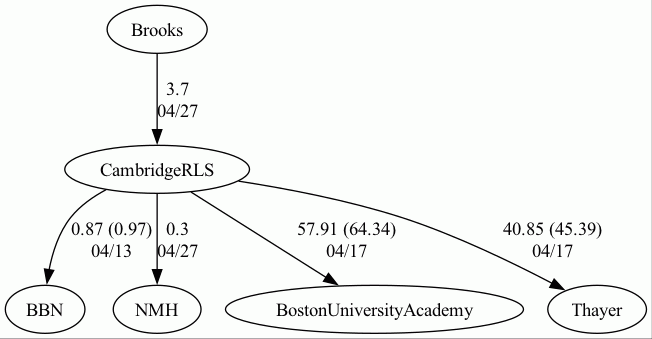 Brooks
3.7
04/27
CambridgeRLS
0.87 (0.97)
04/13
0.3
04/27
57.91 (64.34)
04/17
40.85 (45.39)
04/17
BBN
NMH
BostonUniversityAcademy
Thayer